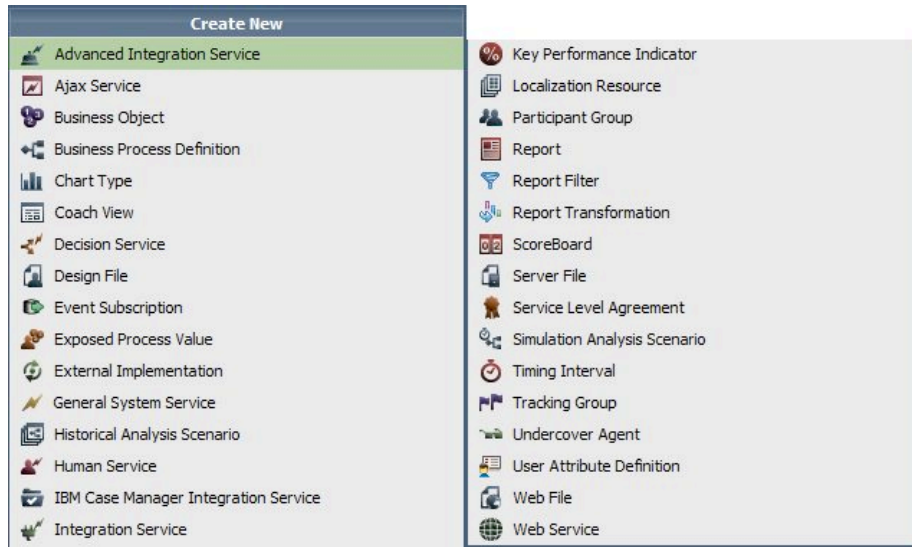 Create New
Advanced Integration Service
Ajax Service
Business Object
Business Process Definition
Chart Type
Coach View
Decision Service
Design File
Event Subscription
Exposed Process Value
External Implementation
General System Service
Historical Analysis Scenario
Human Service
IBM Case Manager Integration Service
Integration Service
Key Performance Indicator
Localization Resource
Participant Group
Report
Report Filter
Report Transformation
ScoreBoard
Server File
Service Level Agreement
Simulation Analysis Scenario
Timing Interval
Tracking Group
Undercover Agent
User Attribute Definition
Web File
Web Service